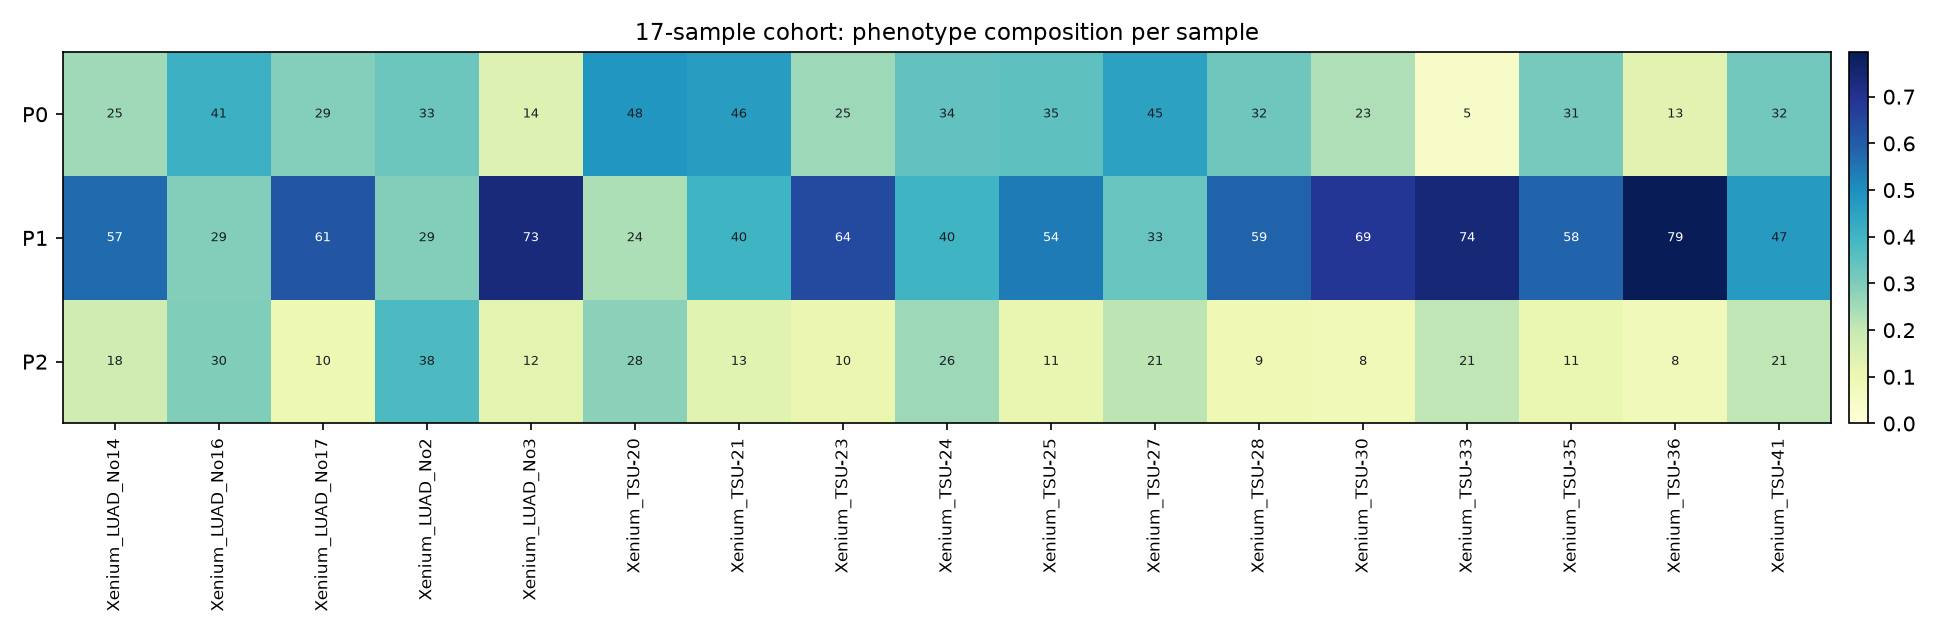 17-sample cohort: phenotype composition per sample
P0 25 41 29 33 14 48 46 25 34 35 45 32 23 5 31 13 32
P1 57 29 61 29 73 24 40 64 40 54 33 59 69 74 58 79 47
P2 18 30 10 38 12 28 13 10 26 11 21 9 8 21 11 8 21
Xenium_LUAD_No14
Xenium_LUAD_No16
Xenium_LUAD_No17
Xenium_LUAD_No2
Xenium_LUAD_No3
Xenium_TSU-20
Xenium_TSU-21
Xenium_TSU-23
Xenium_TSU-24
Xenium_TSU-25
Xenium_TSU-27
Xenium_TSU-28
Xenium_TSU-30
Xenium_TSU-33
Xenium_TSU-35
Xenium_TSU-36
Xenium_TSU-41
0.7
0.6
0.5
0.4
0.3
0.2
0.1
0.0